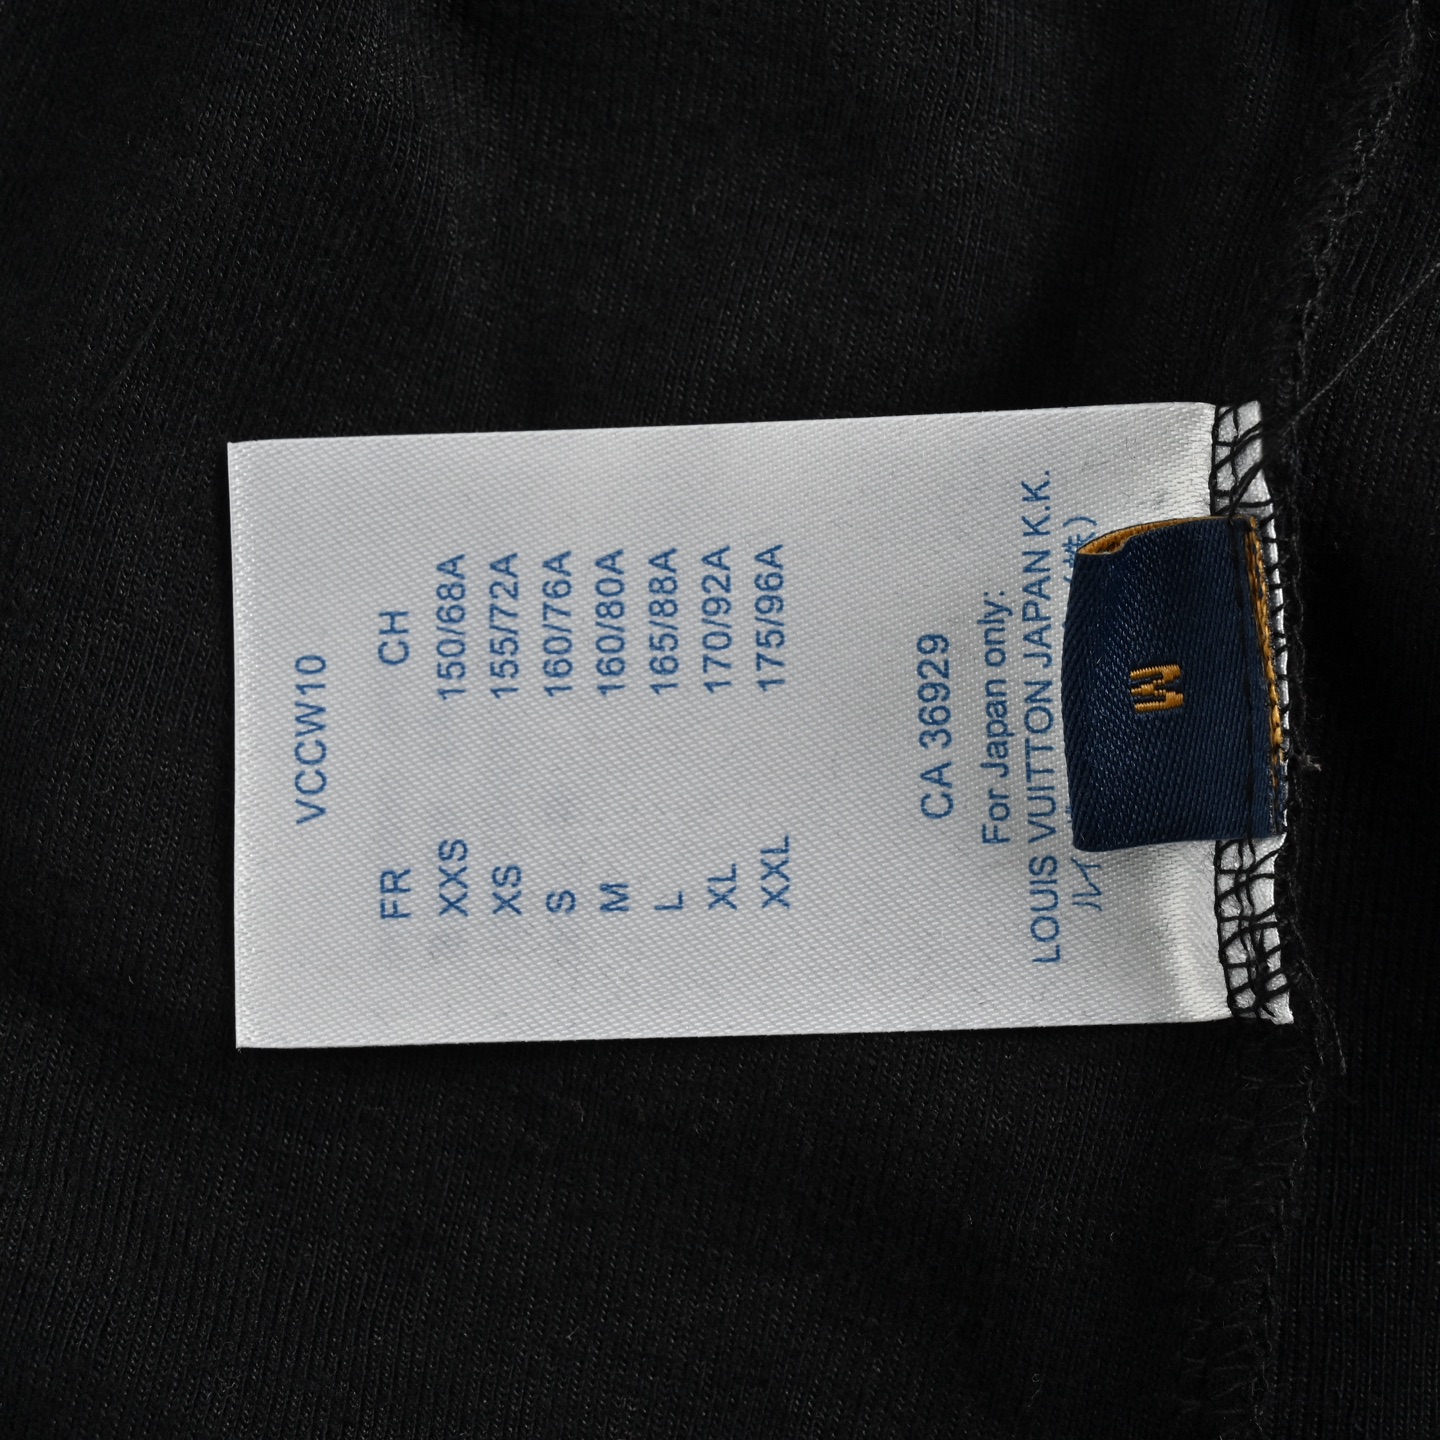 VCCW10
FR CH
XXS 150/68A
XS 155/72A
S 160/76A
M 160/80A
L 165/88A
XL 170/92A
XXL 175/96A
CA 36929
For Japan only:
LOUIS VUITTON JAPAN K.K.
M